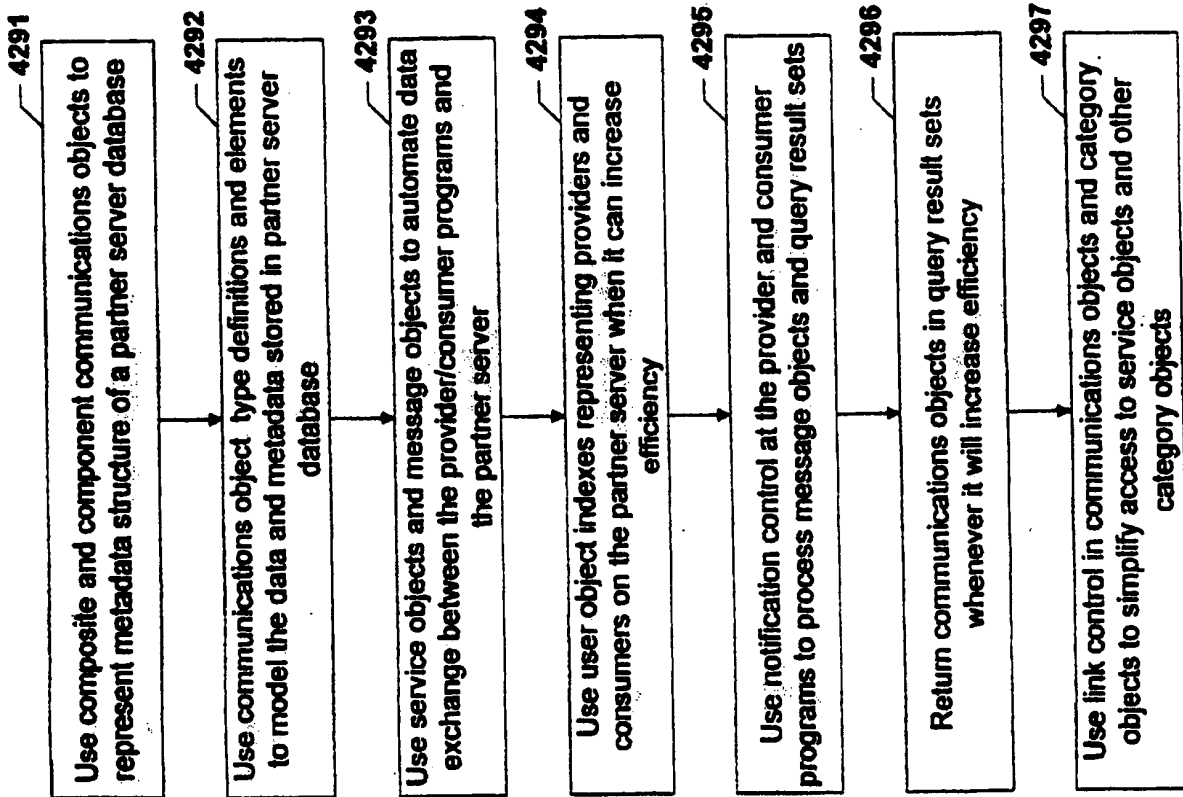 4291
Use composite and component communications objects to
represent metadata structure of a partner server database
4292
Use communications object type definitions and elements
to model the data and metadata stored in partner server
database
4293
Use service objects and message objects to automate data
exchange between the provider/consumer programs and
the partner server
4294
Use user object indexes representing providers and
consumers on the partner server when it can increase
efficiency
4295
Use notification control at the provider and consumer
programs to process message objects and query result sets
4296
Return communications objects in query result sets
whenever it will increase efficiency
4297
Use link control in communications objects and category.
objects to simplify access to service objects and other
category objects